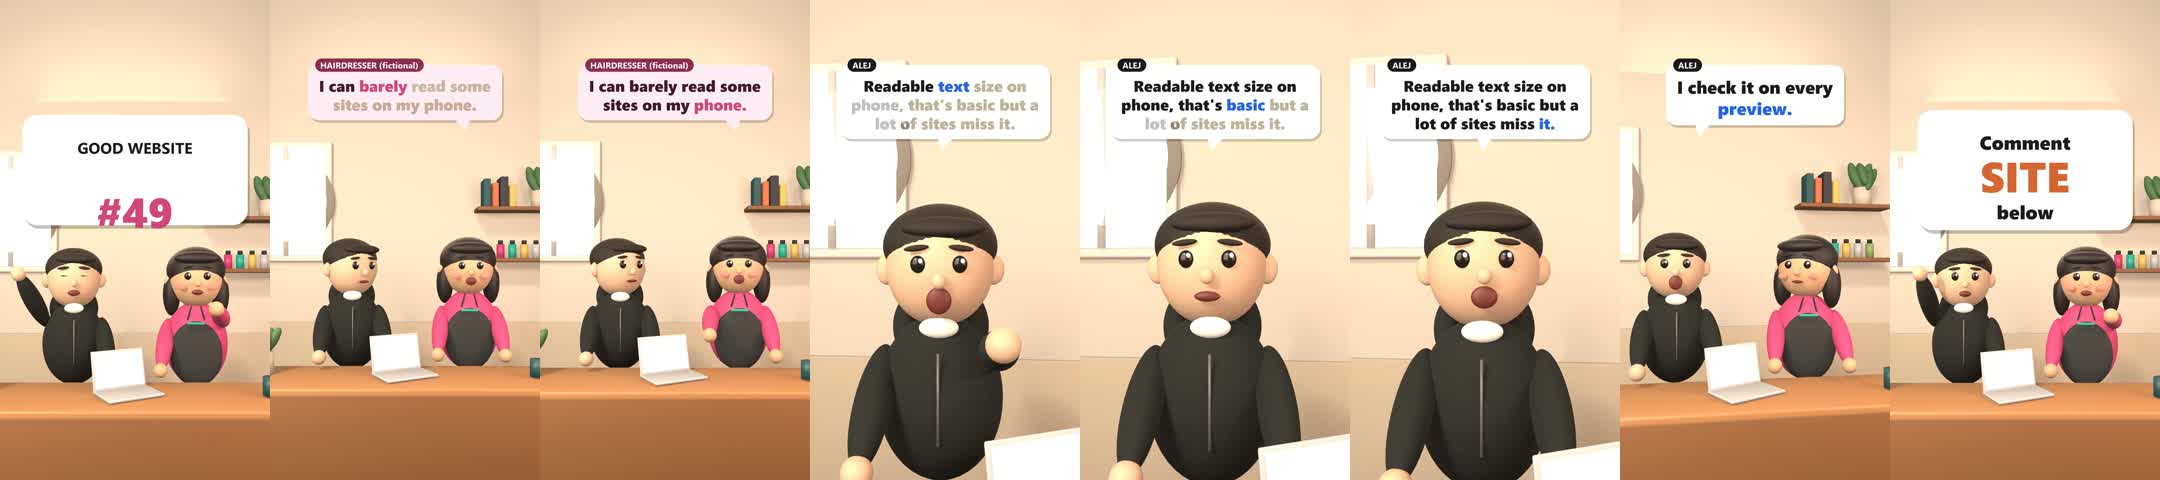 GOOD WEBSITE
#49
HAIRDRESSER (fictional)
I can barely read some
sites on my phone.
HAIRDRESSER (fictional)
I can barely read some
sites on my phone.
ALEJ
Readable text size on
phone, that's basic but a
lot of sites miss it.
ALEJ
Readable text size on
phone, that's basic but a
lot of sites miss it.
ALEJ
Readable text size on
phone, that's basic but a
lot of sites miss it.
ALEJ
I check it on every
preview.
Comment
SITE
below